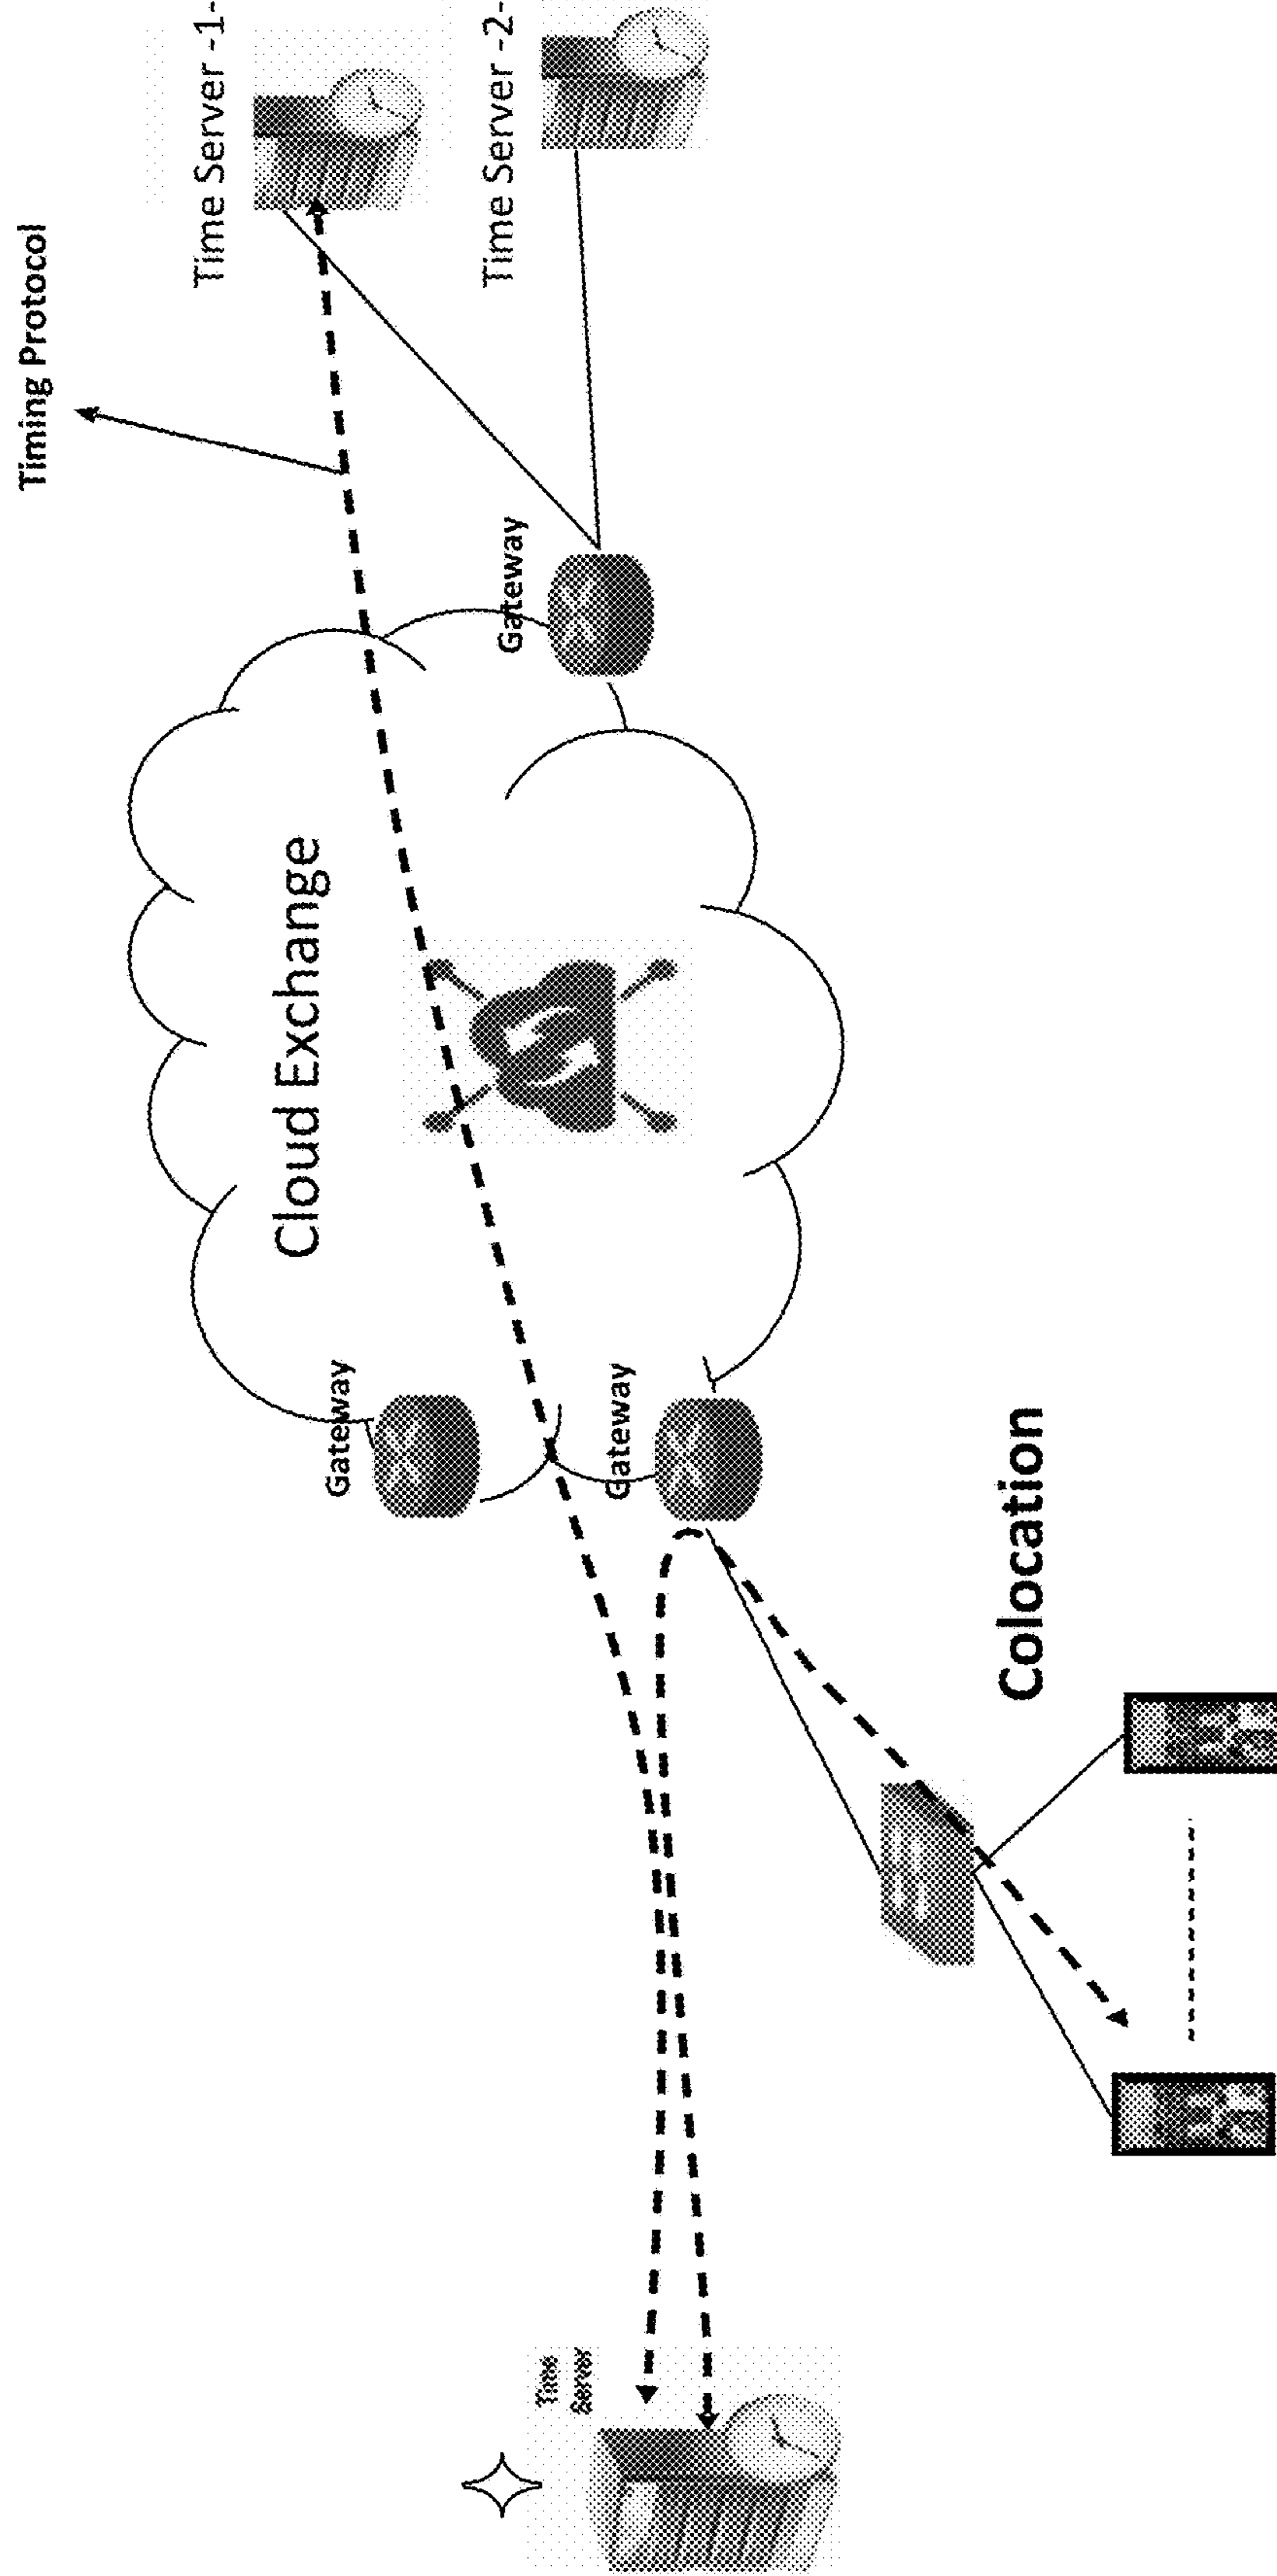 Timing Protocol
Time Server -1-
Time Server -2-
Gateway
Cloud Exchange
Gateway
Gateway
Colocation
Time
Server